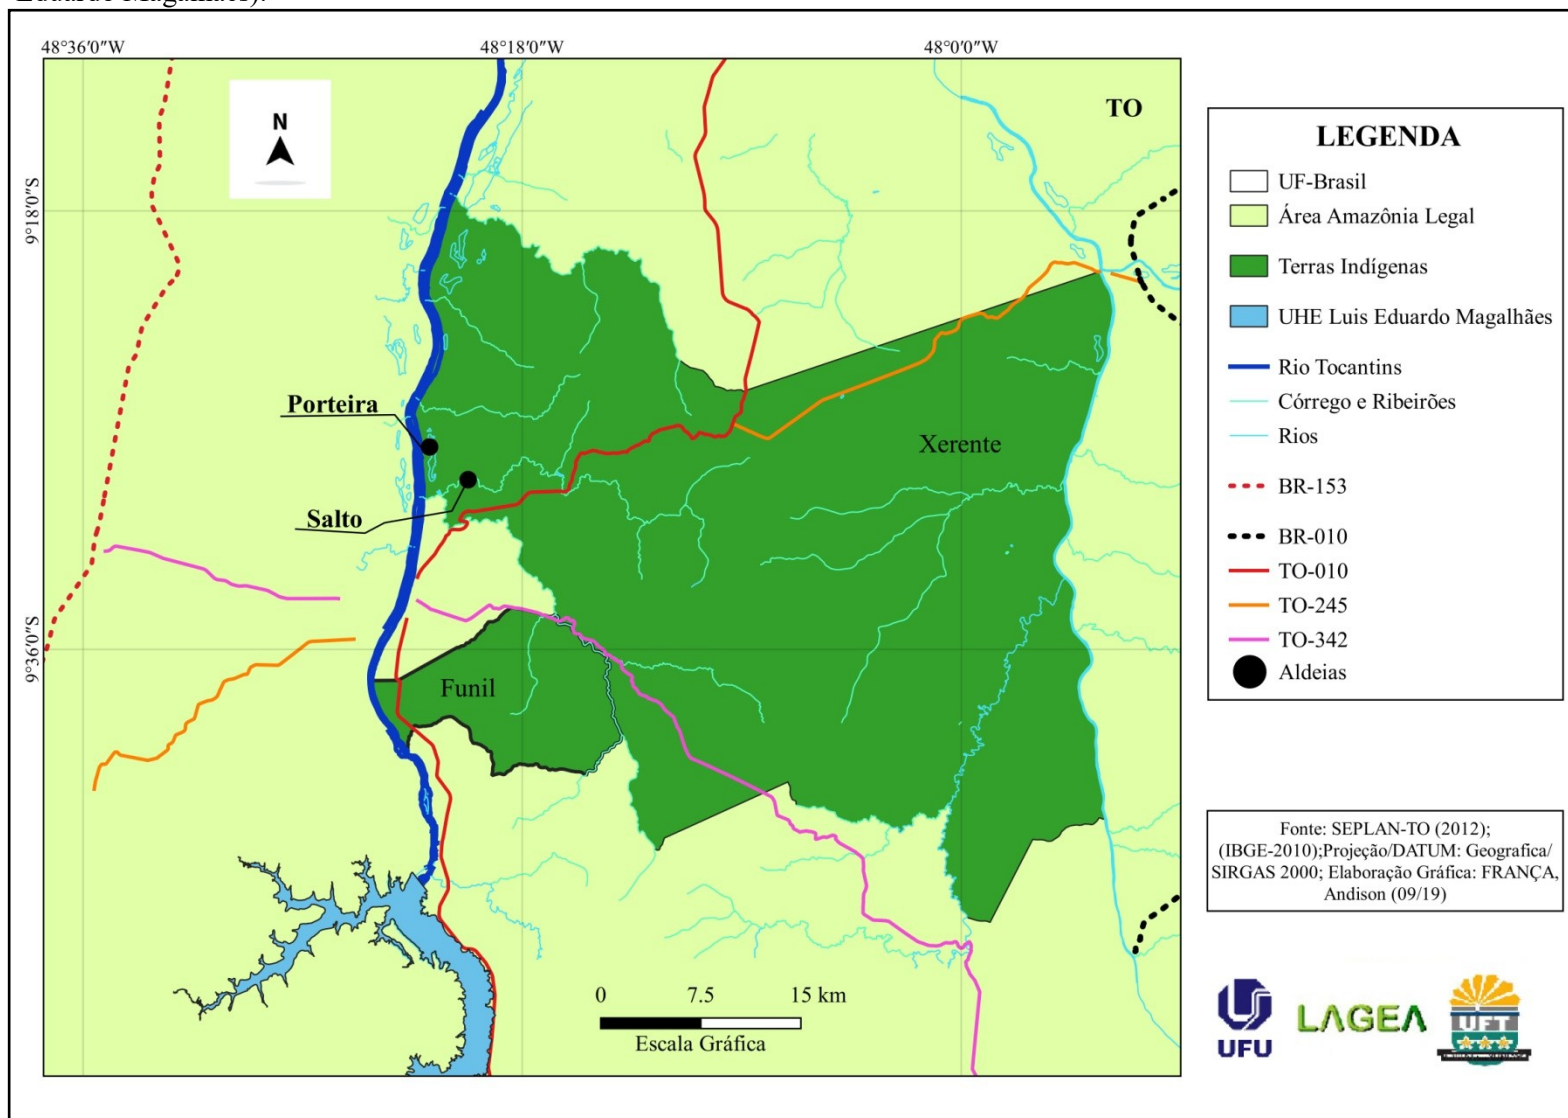 Eduardo Magalhães).
48°36'0"W
48°18'0"W
48°0'0"W
N
TO
9°18'0"S
Porteira
Xerente
Salto
9°36'0"S
Funil
0 7.5 15 km
Escala Gráfica
LEGENDA
UF-Brasil
Área Amazônia Legal
Terras Indígenas
UHE Luis Eduardo Magalhães
Rio Tocantins
Córrego e Ribeirões
Rios
BR-153
BR-010
TO-010
TO-245
TO-342
Aldeias
Fonte: SEPLAN-TO (2012);
(IBGE-2010);Projeção/DATUM: Geografica/
SIRGAS 2000; Elaboração Gráfica: FRANÇA,
Andison (09/19)
UFU
LAGEA
UFT